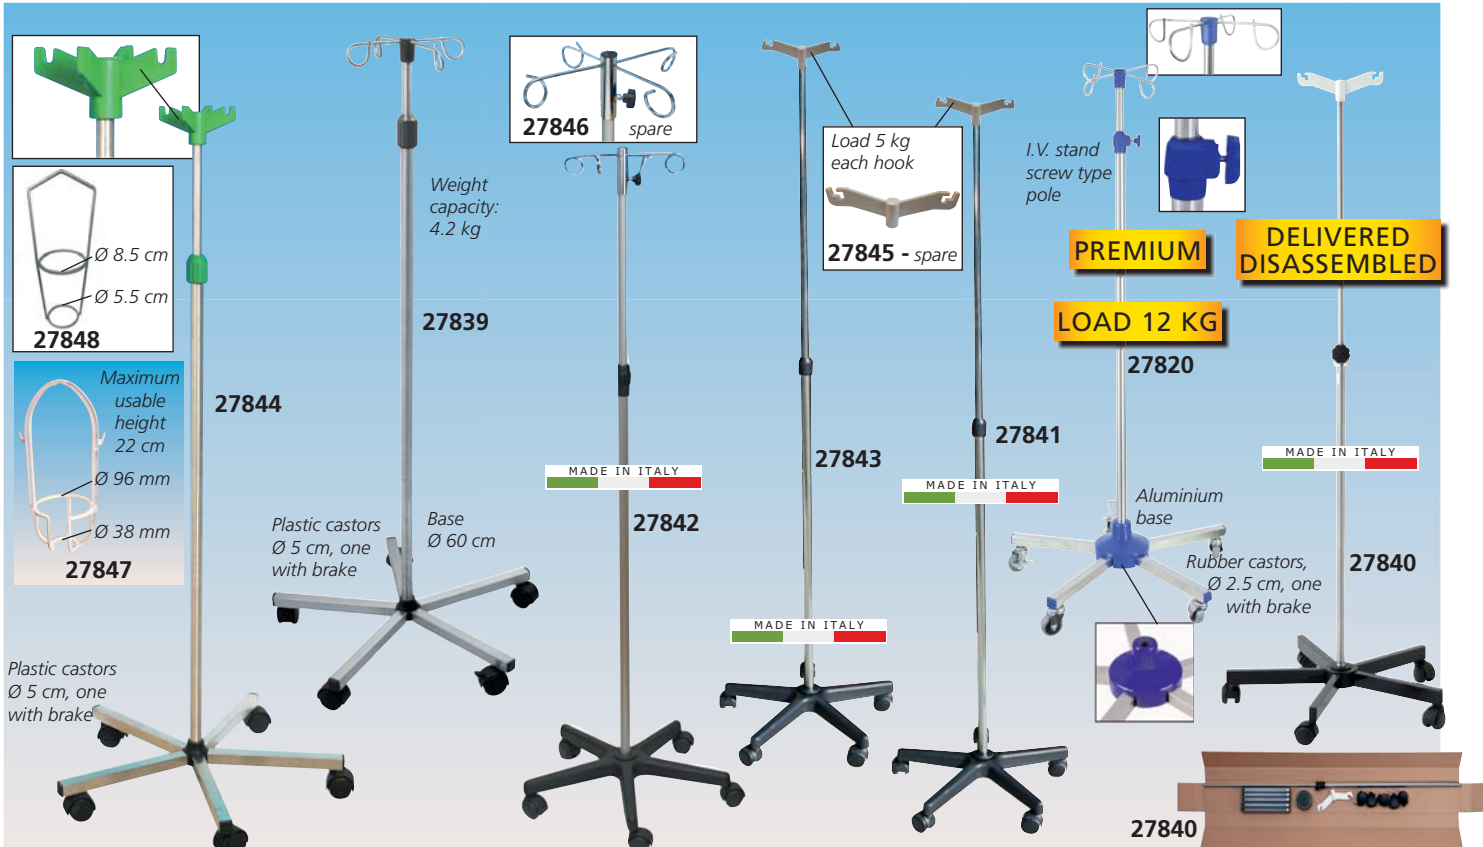 Ø 8.5 cm
Ø 5.5 cm
27848
Maximum
usable
height
22 cm
Ø 96 mm
Ø 38 mm
27847
27844
Plastic castors
Ø 5 cm, one
with brake
Weight
capacity:
4.2 kg
27839
Plastic castors
Ø 5 cm, one
with brake
Base
Ø 60 cm
27846 spare
MADE IN ITALY
27842
Load 5 kg
each hook
27845 - spare
27843
MADE IN ITALY
27841
MADE IN ITALY
I.V. stand
screw type
pole
PREMIUM
LOAD 12 KG
27820
Aluminium
base
Rubber castors,
Ø 2.5 cm, one
with brake
DELIVERED
DISASSEMBLED
MADE IN ITALY
27840
27840